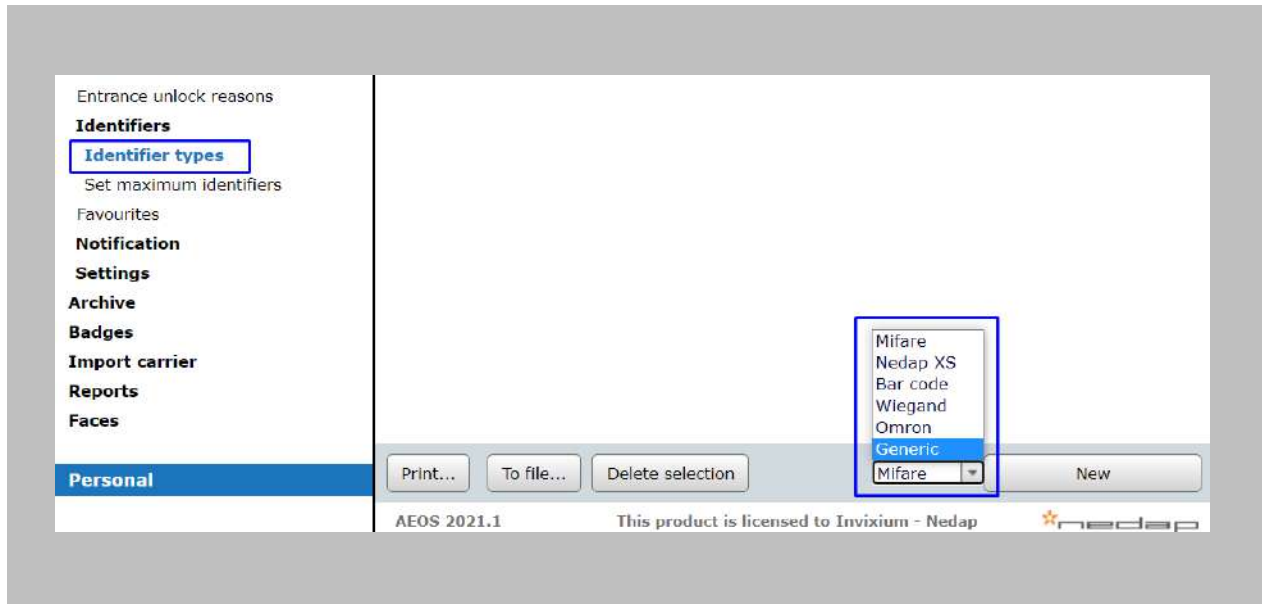 Entrance unlock reasons
Identifiers
Identifier types
Set maximum identifiers
Favourites
Notification
Settings
Archive
Badges
Import carrier
Reports
Faces
Personal
Mifare
Nedap XS
Bar code
Wiegand
Omron
Generic
Print... To file... Delete selection Mifare New
AEOS 2021.1 This product is licensed to Invixium - Nedap nedap